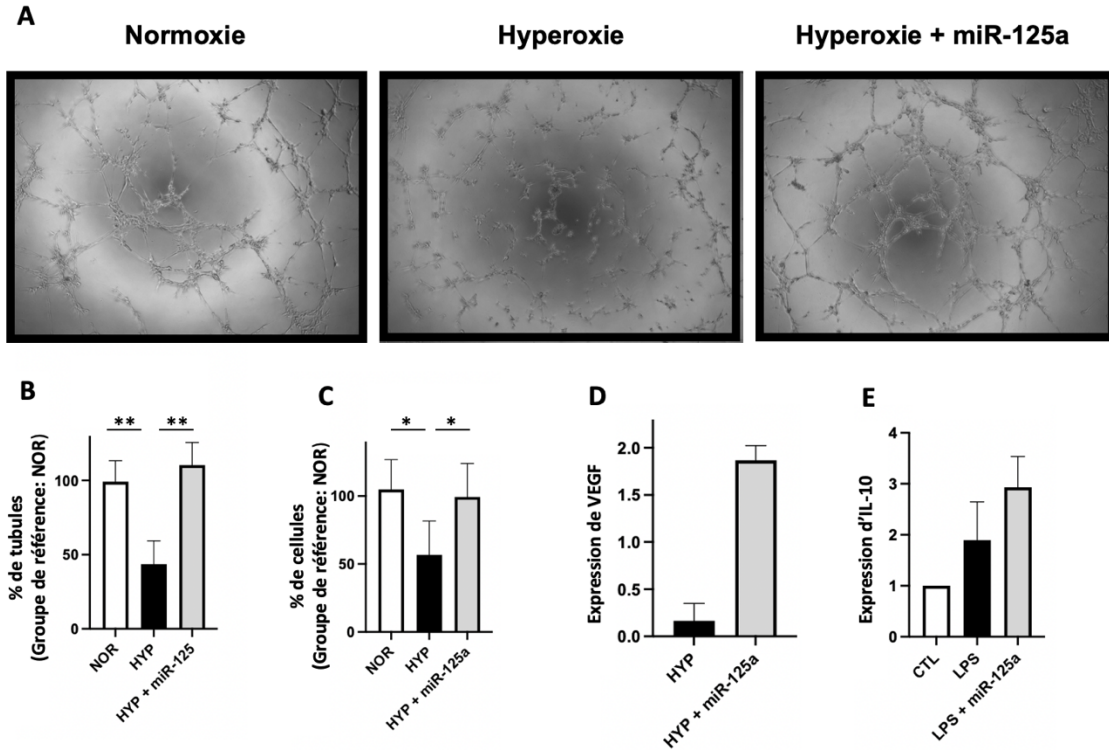 A
Normoxie
Hyperoxie
Hyperoxie + miR-125a
B
% de tubules
(Groupe de référence: NOR)
100
50
0
**
**
NOR
HYP
HYP + miR-125
C
% de cellules
(Groupe de référence: NOR)
100
50
0
*
*
NOR
HYP
HYP + miR-125a
D
Expression de VEGF
2.0
1.5
1.0
0.5
0.0
HYP
HYP + miR-125a
E
Expression d'IL-10
4
3
2
1
0
CTL
LPS
LPS + miR-125a